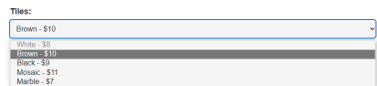 Tiles:
Brown - $10
White - $8
Brown - $10
Black - $9
Mosaic - $11
Marble - $7